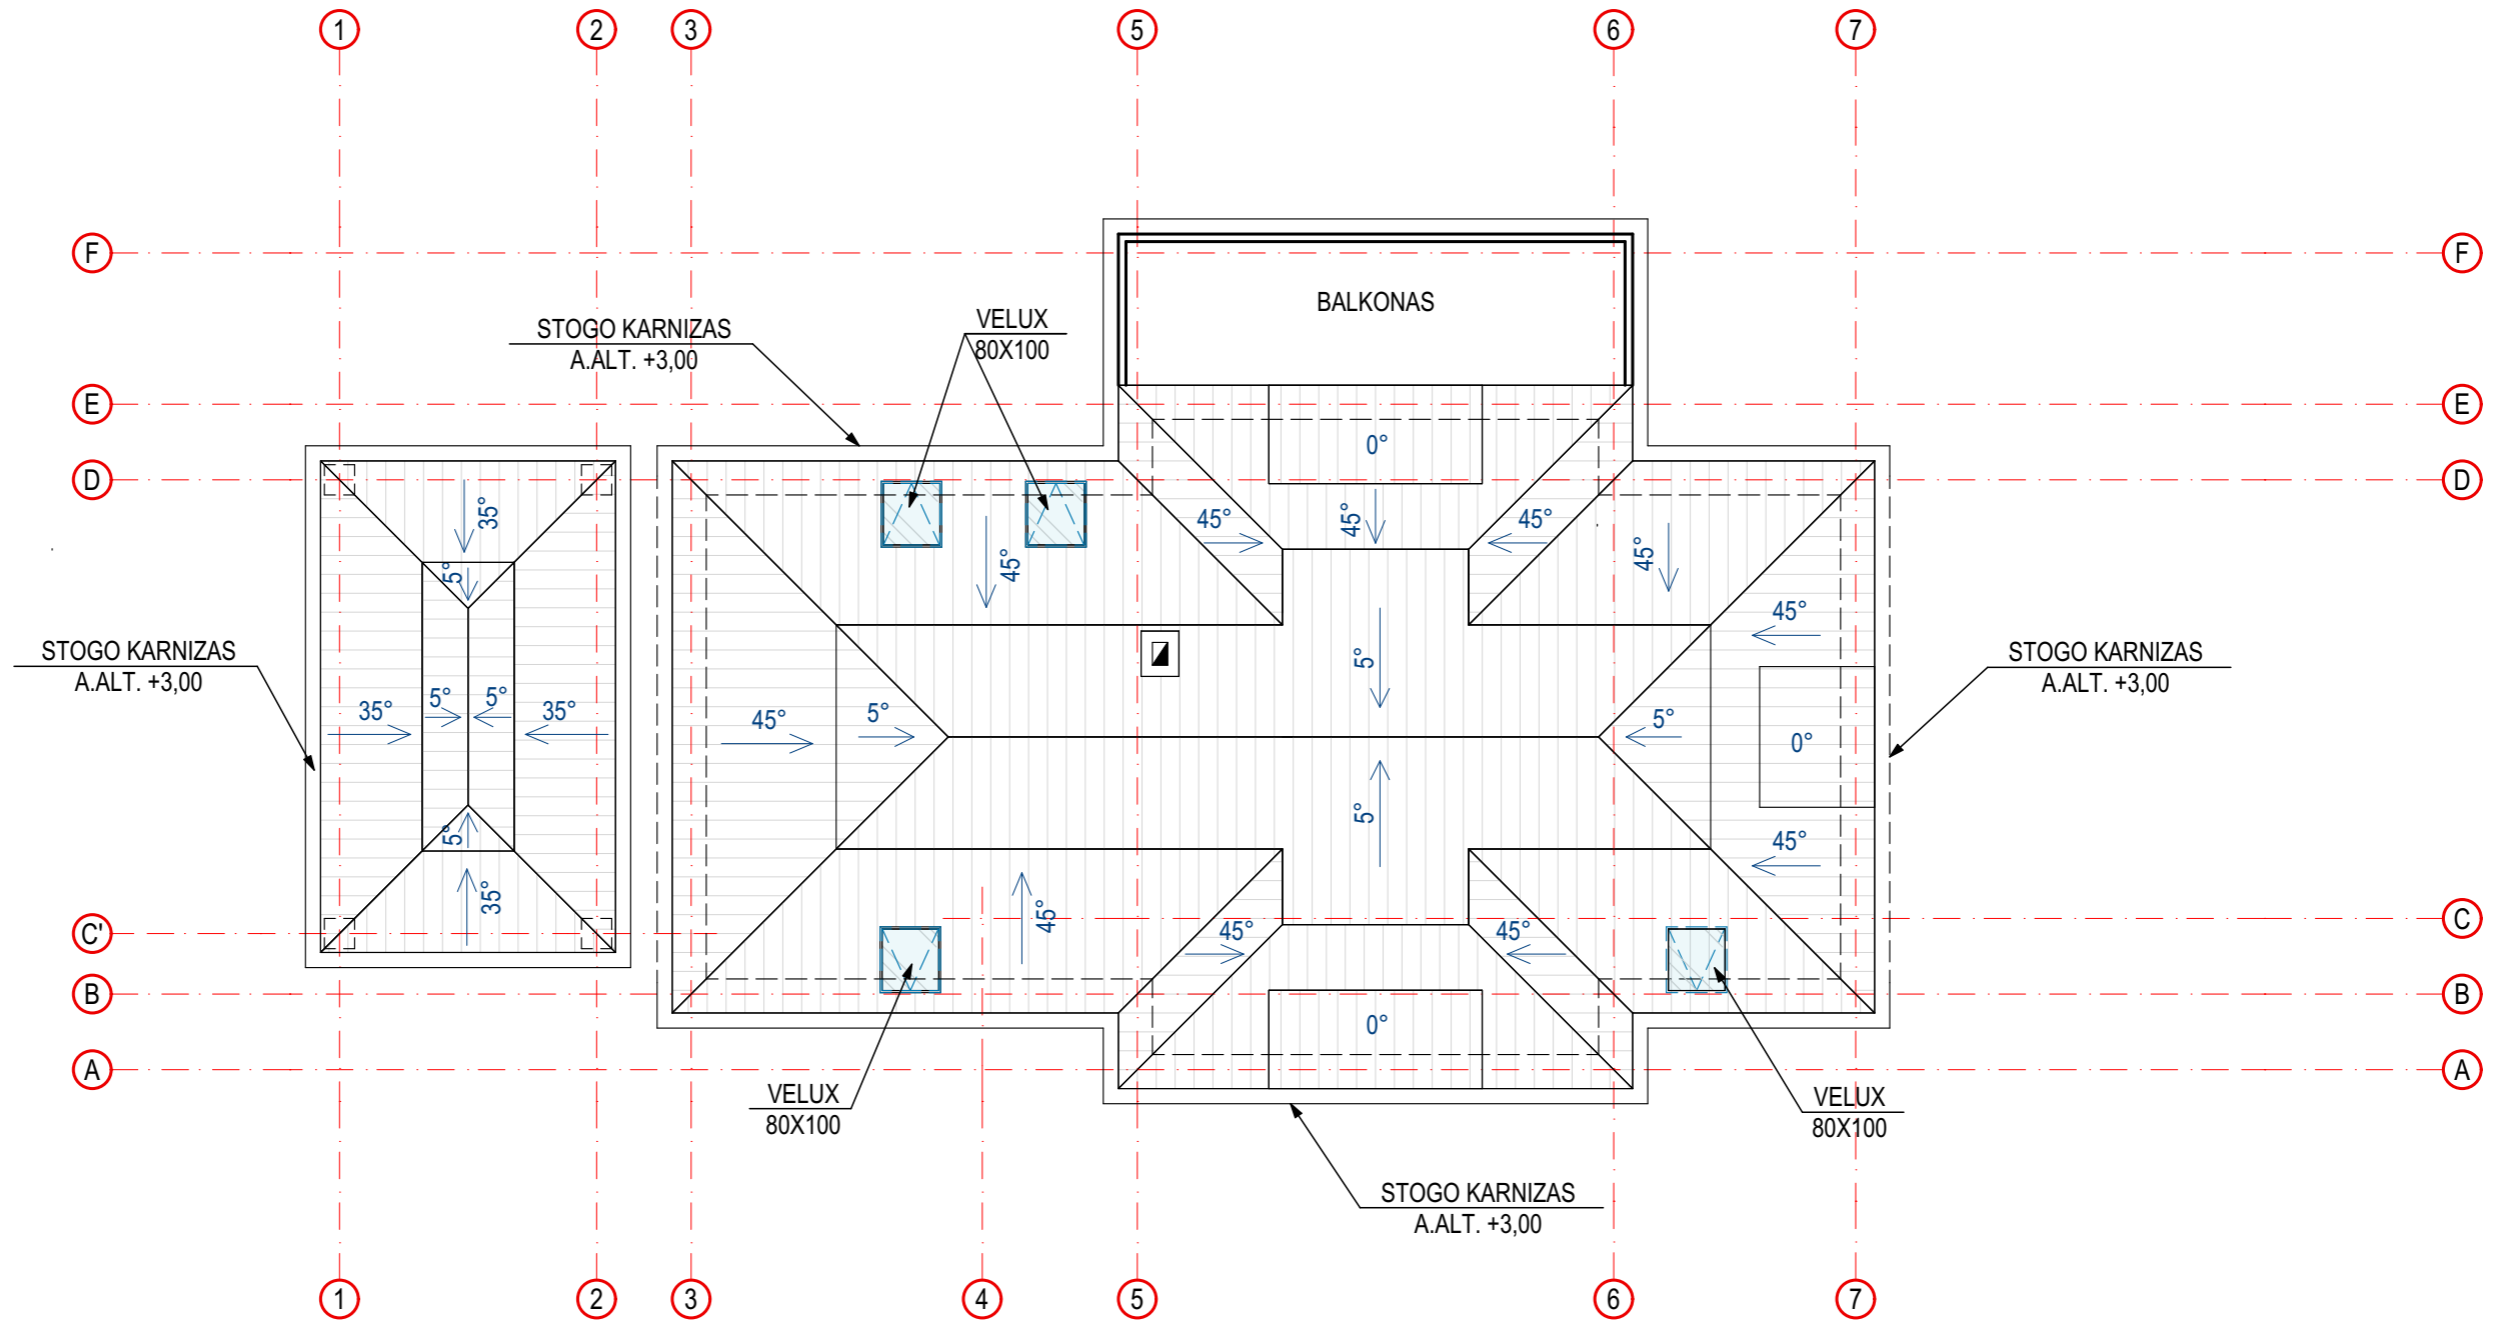 1 2 3 5 6 7
F F
BALKONAS
STOGO KARNIZAS
A.ALT. +3,00
VELUX
80X100
E E
0°
D D
35°
45° 45° 45°
45° 45°
5°
45°
STOGO KARNIZAS
A.ALT. +3,00
5°
STOGO KARNIZAS
A.ALT. +3,00
35° 5° 5° 35°
45° 5° 5°
0°
5°
5°
45°
35°
45°
C' C
45° 45°
B B
0°
A A
VELUX
80X100
VELUX
80X100
STOGO KARNIZAS
A.ALT. +3,00
1 2 3 4 5 6 7